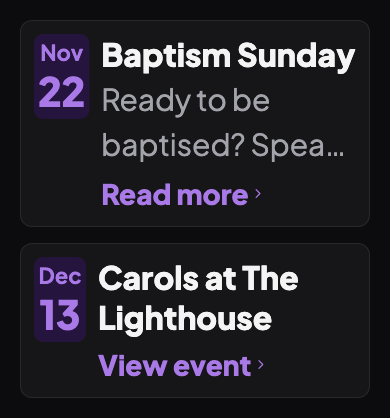 Nov
22
Baptism Sunday
Ready to be
baptised? Spea...
Read more
Dec
13
Carols at The
Lighthouse
View event